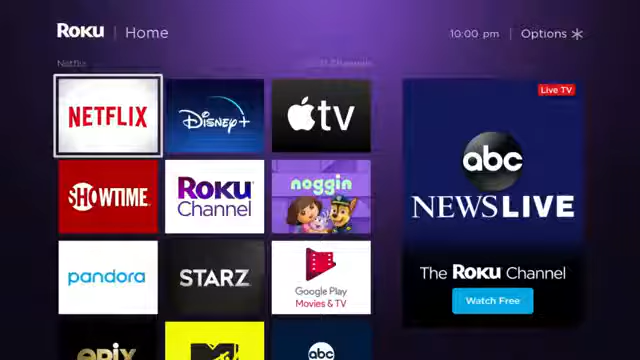 Roku | Home
10:00 pm | Options
Netflix
NETFLIX
Disney+
tv
Live TV
abc
NEWSLIVE
SHOWTIME
Roku
Channel
noggin
pandora
STARZ
Google Play
Movies & TV
The Roku Channel
Watch Free
epix
MTV
abc